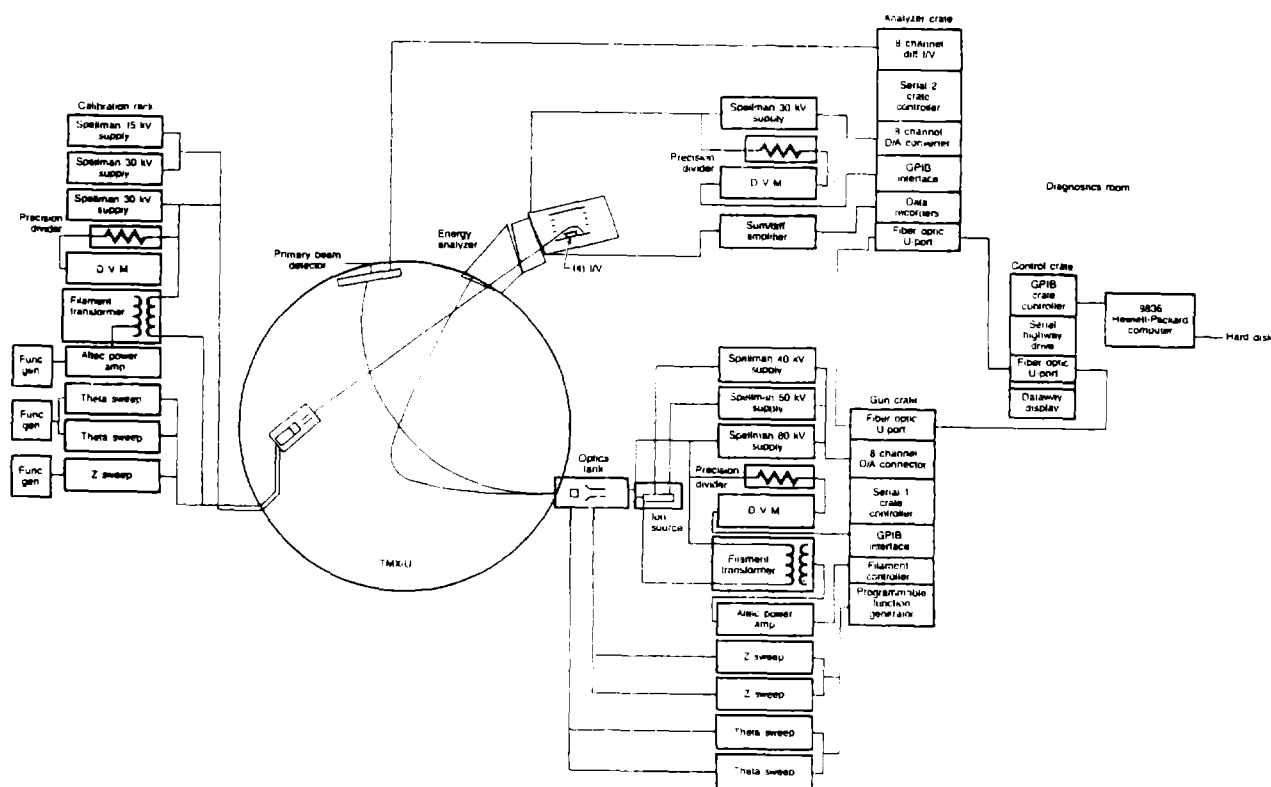 Analyzer crate
8 channel
diff I/V
Serial 2
crate
controller
8 channel
D/A converter
GPIB
interface
Data
recorders
Fiber optic
U-port
Spellman 30 kV
supply
Precision
divider
D V M
Sum/diff
amplifier
Diagnostics room
Calibration rack
Spellman 15 kV
supply
Spellman 30 kV
supply
Spellman 30 kV
supply
Precision
divider
D V M
Filament
transformer
Func
gen
Altec power
amp
Func
gen
Theta sweep
Theta sweep
Func
gen
Z sweep
Primary beam
detector
Energy
analyzer
(4) I/V
TMX-U
Optics
tank
Ion
source
Control crate
GPIB
crate
controller
Serial
highway
drive
Fiber optic
U-port
Dataway
display
9836
Hewlett-Packard
computer
Hard disk
Spellman 40 kV
supply
Spellman 50 kV
supply
Spellman 80 kV
supply
Precision
divider
D V M
Filament
transformer
Altec power
amp
Z sweep
Z sweep
Theta sweep
Theta sweep
Gun crate
Fiber optic
U port
8 channel
D/A connector
Serial 1
crate
controller
GPIB
interface
Filament
controller
Programmable
function
generator